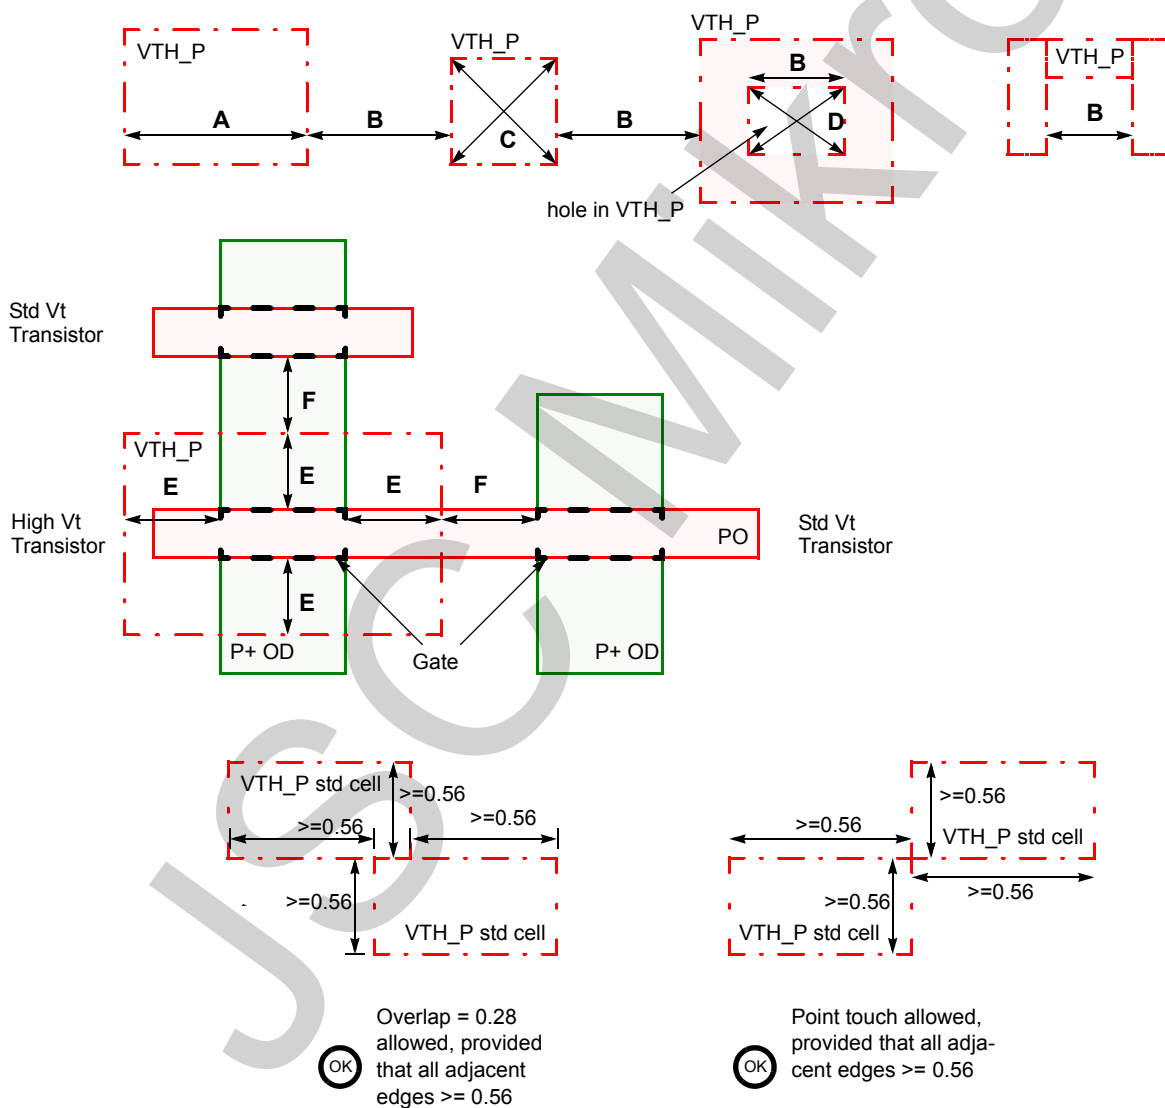 VTH_P
VTH_P
VTH_P
VTH_P
A
B
C
B
B
D
B
hole in VTH_P
Std Vt
Transistor
F
VTH_P
E
E
E
F
High Vt
Transistor
PO
Std Vt
Transistor
E
P+ OD
Gate
P+ OD
VTH_P std cell
>=0.56
>=0.56
>=0.56
>=0.56
VTH_P std cell
>=0.56
>=0.56
VTH_P std cell
>=0.56
>=0.56
VTH_P std cell
OK
Overlap = 0.28
allowed, provided
that all adjacent
edges >= 0.56
OK
Point touch allowed,
provided that all adja-
cent edges >= 0.56
JSC Mikro